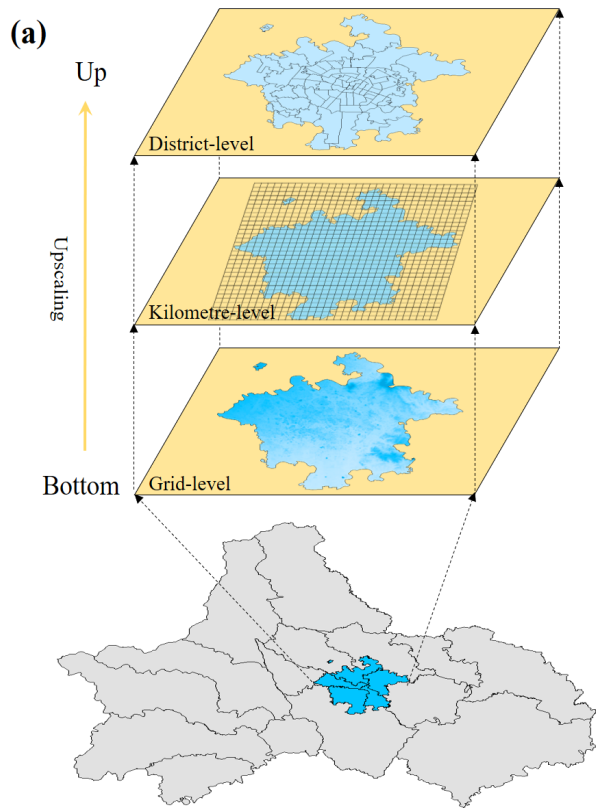 (a)
Up
District-level
Upscaling
Kilometre-level
Bottom
Grid-level